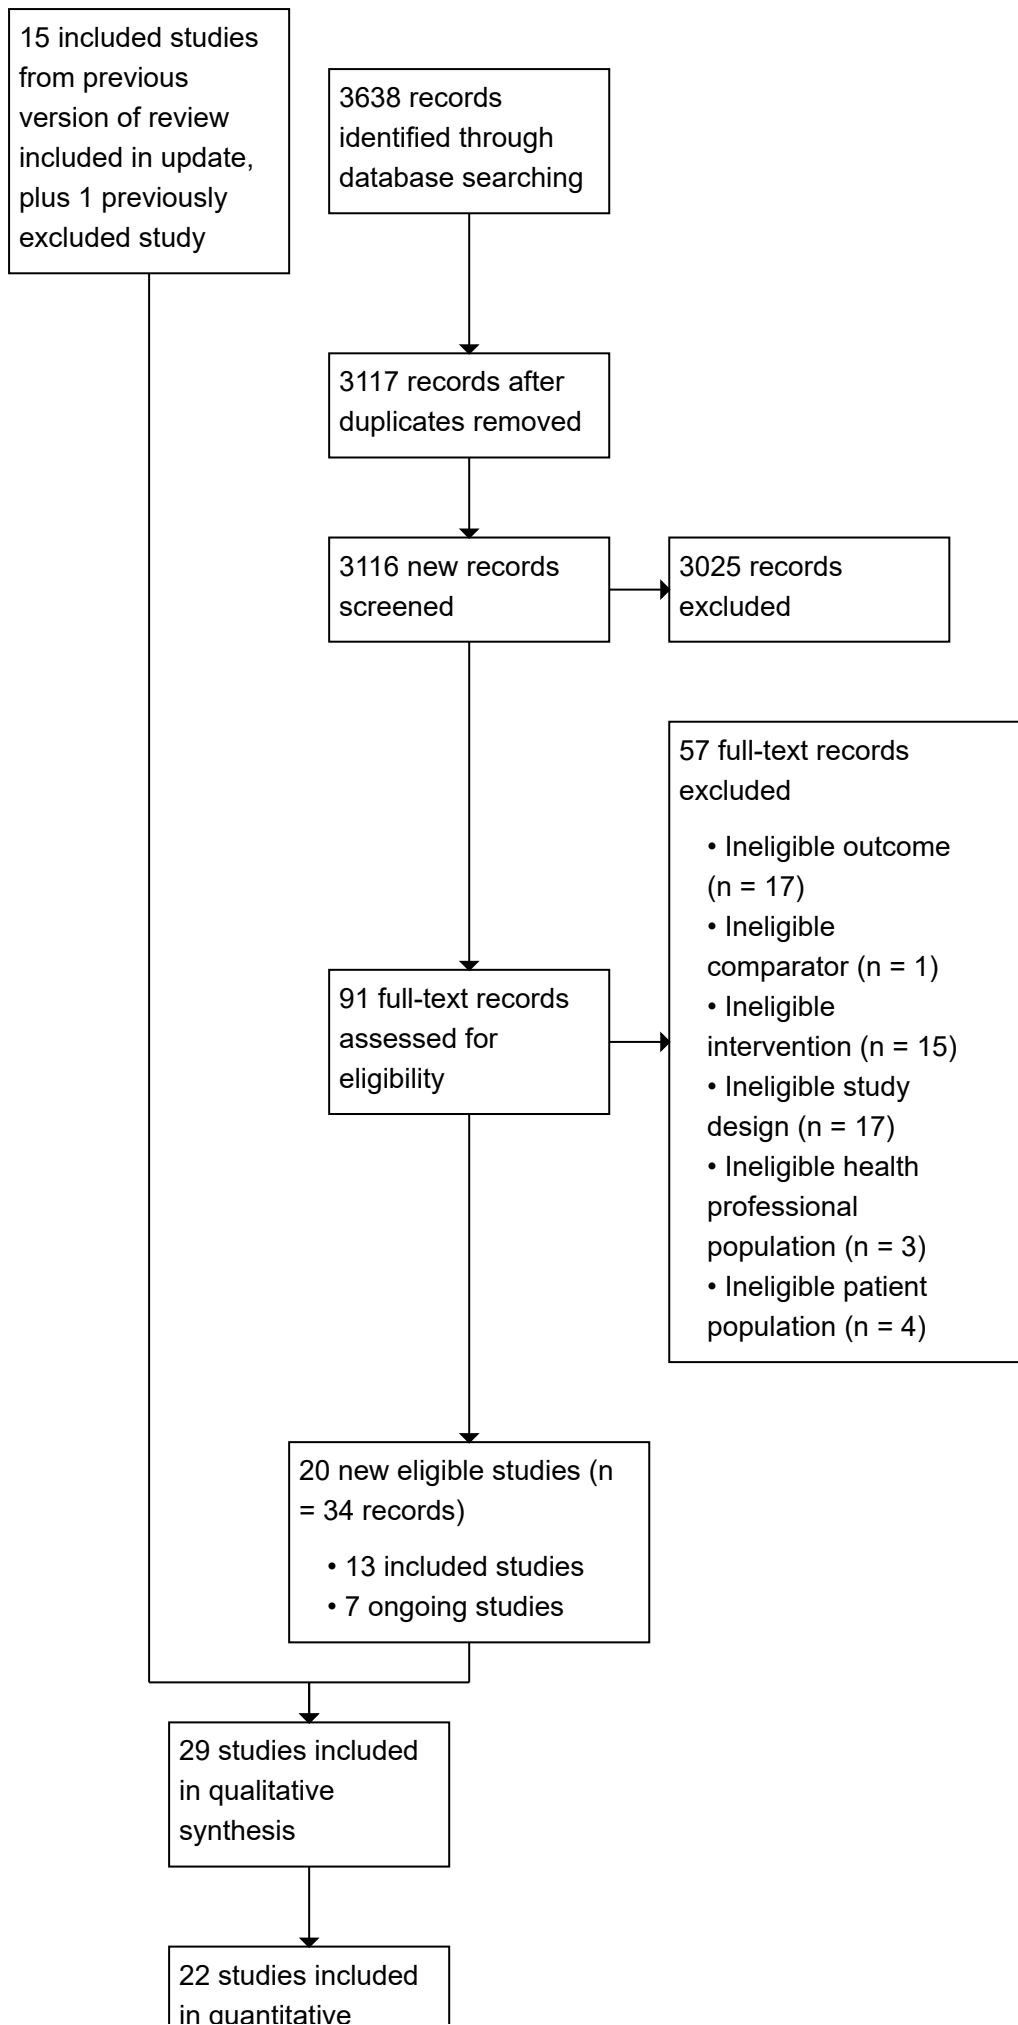 15 included studies
from previous
version of review
included in update,
plus 1 previously
excluded study
3638 records
identified through
database searching
3117 records after
duplicates removed
3116 new records
screened
3025 records
excluded
57 full-text records
excluded
• Ineligible outcome
(n = 17)
• Ineligible
comparator (n = 1)
• Ineligible
intervention (n = 15)
• Ineligible study
design (n = 17)
• Ineligible health
professional
population (n = 3)
• Ineligible patient
population (n = 4)
91 full-text records
assessed for
eligibility
20 new eligible studies (n
= 34 records)
• 13 included studies
• 7 ongoing studies
29 studies included
in qualitative
synthesis
22 studies included
in quantitative